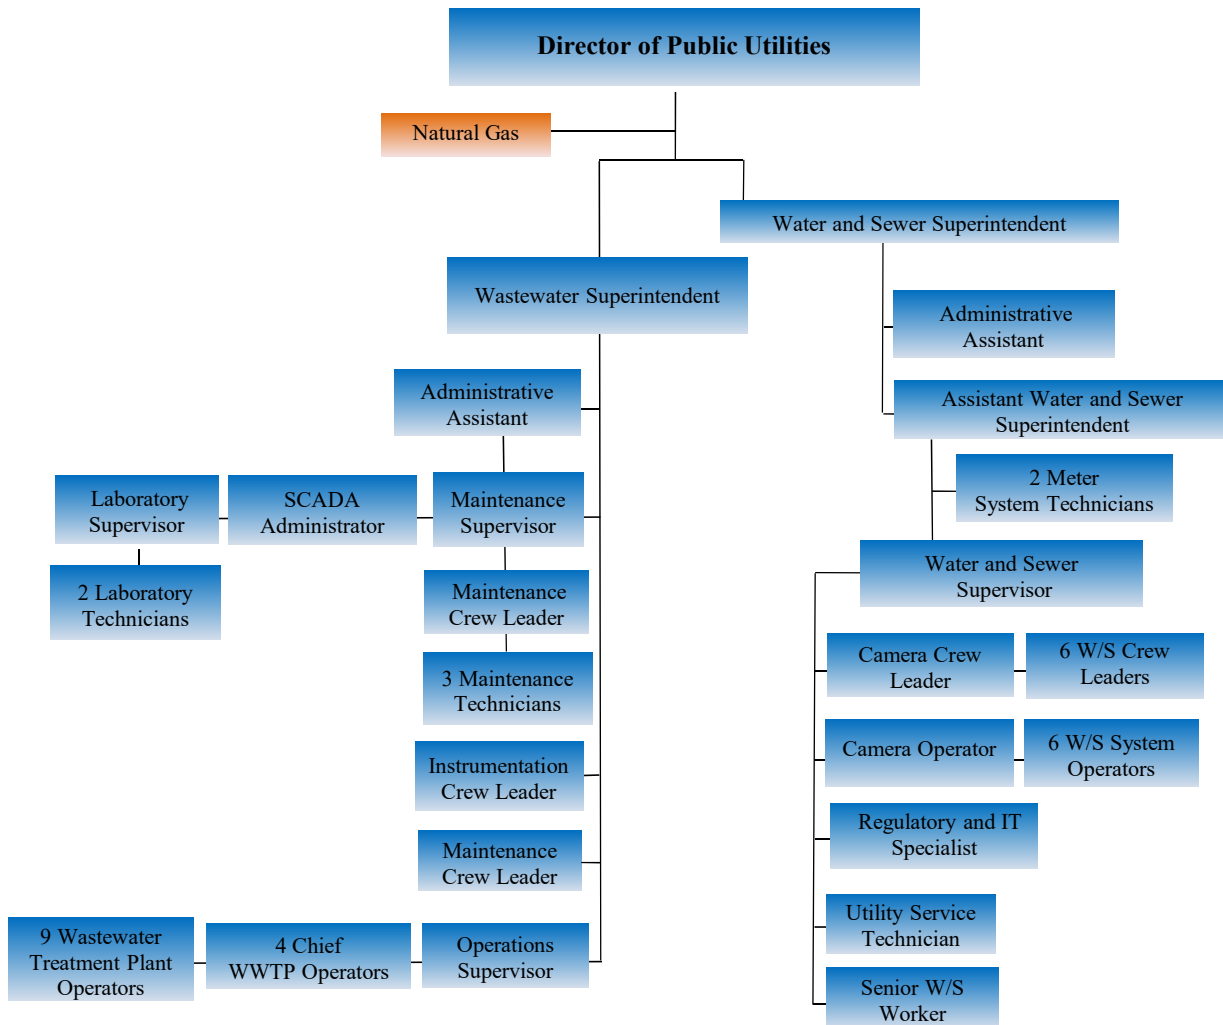 Director of Public Utilities
Natural Gas
Water and Sewer Superintendent
Wastewater Superintendent
Administrative
Assistant
Assistant Water and Sewer
Superintendent
2 Meter
System Technicians
Water and Sewer
Supervisor
Camera Crew
Leader
6 W/S Crew
Leaders
Camera Operator
6 W/S System
Operators
Regulatory and IT
Specialist
Utility Service
Technician
Senior W/S
Worker
Administrative
Assistant
Laboratory
Supervisor
SCADA
Administrator
Maintenance
Supervisor
2 Laboratory
Technicians
Maintenance
Crew Leader
3 Maintenance
Technicians
Instrumentation
Crew Leader
Maintenance
Crew Leader
9 Wastewater
Treatment Plant
Operators
4 Chief
WWTP Operators
Operations
Supervisor